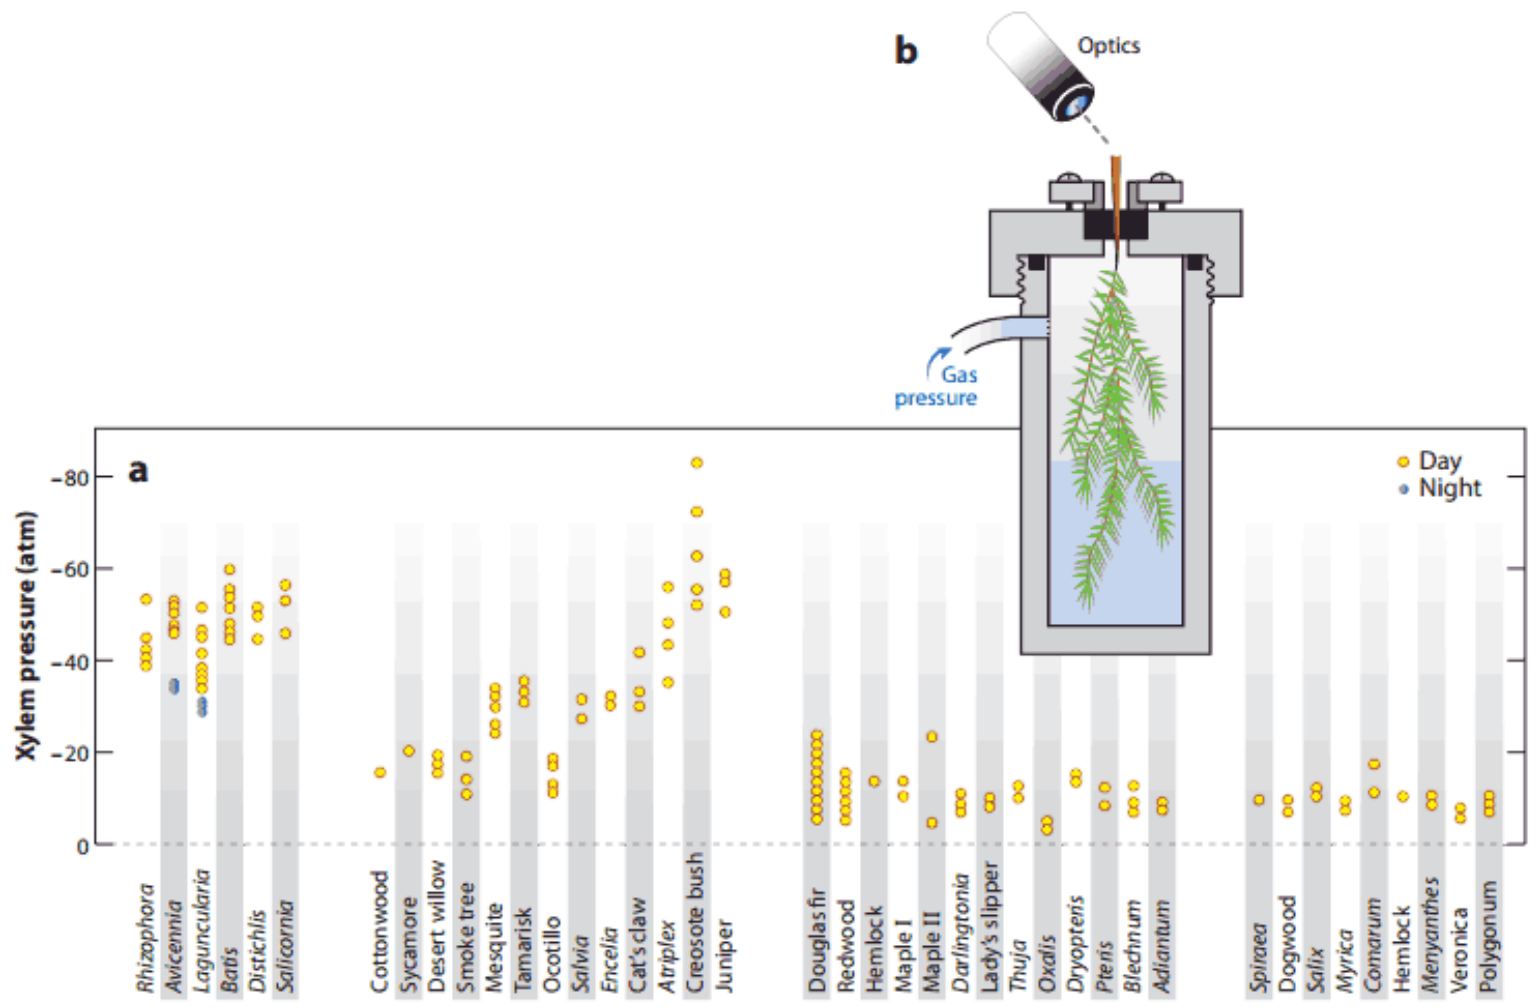 b
Optics
Gas
pressure
a
Day
Night
Xylem pressure (atm)
−80
−60
−40
−20
0
Rhizophora
Avicennia
Laguncularia
Batis
Distichlis
Salicornia
Cottonwood
Sycamore
Desert willow
Smoke tree
Mesquite
Tamarisk
Ocotillo
Salvia
Encelia
Cat's claw
Atriplex
Creosote bush
Juniper
Douglas fir
Redwood
Hemlock
Maple I
Maple II
Darlingtonia
Lady's slipper
Thuja
Oxalis
Dryopteris
Pteris
Blechnum
Adiantum
Spiraea
Dogwood
Salix
Myrica
Comarum
Hemlock
Menyanthes
Veronica
Polygonum